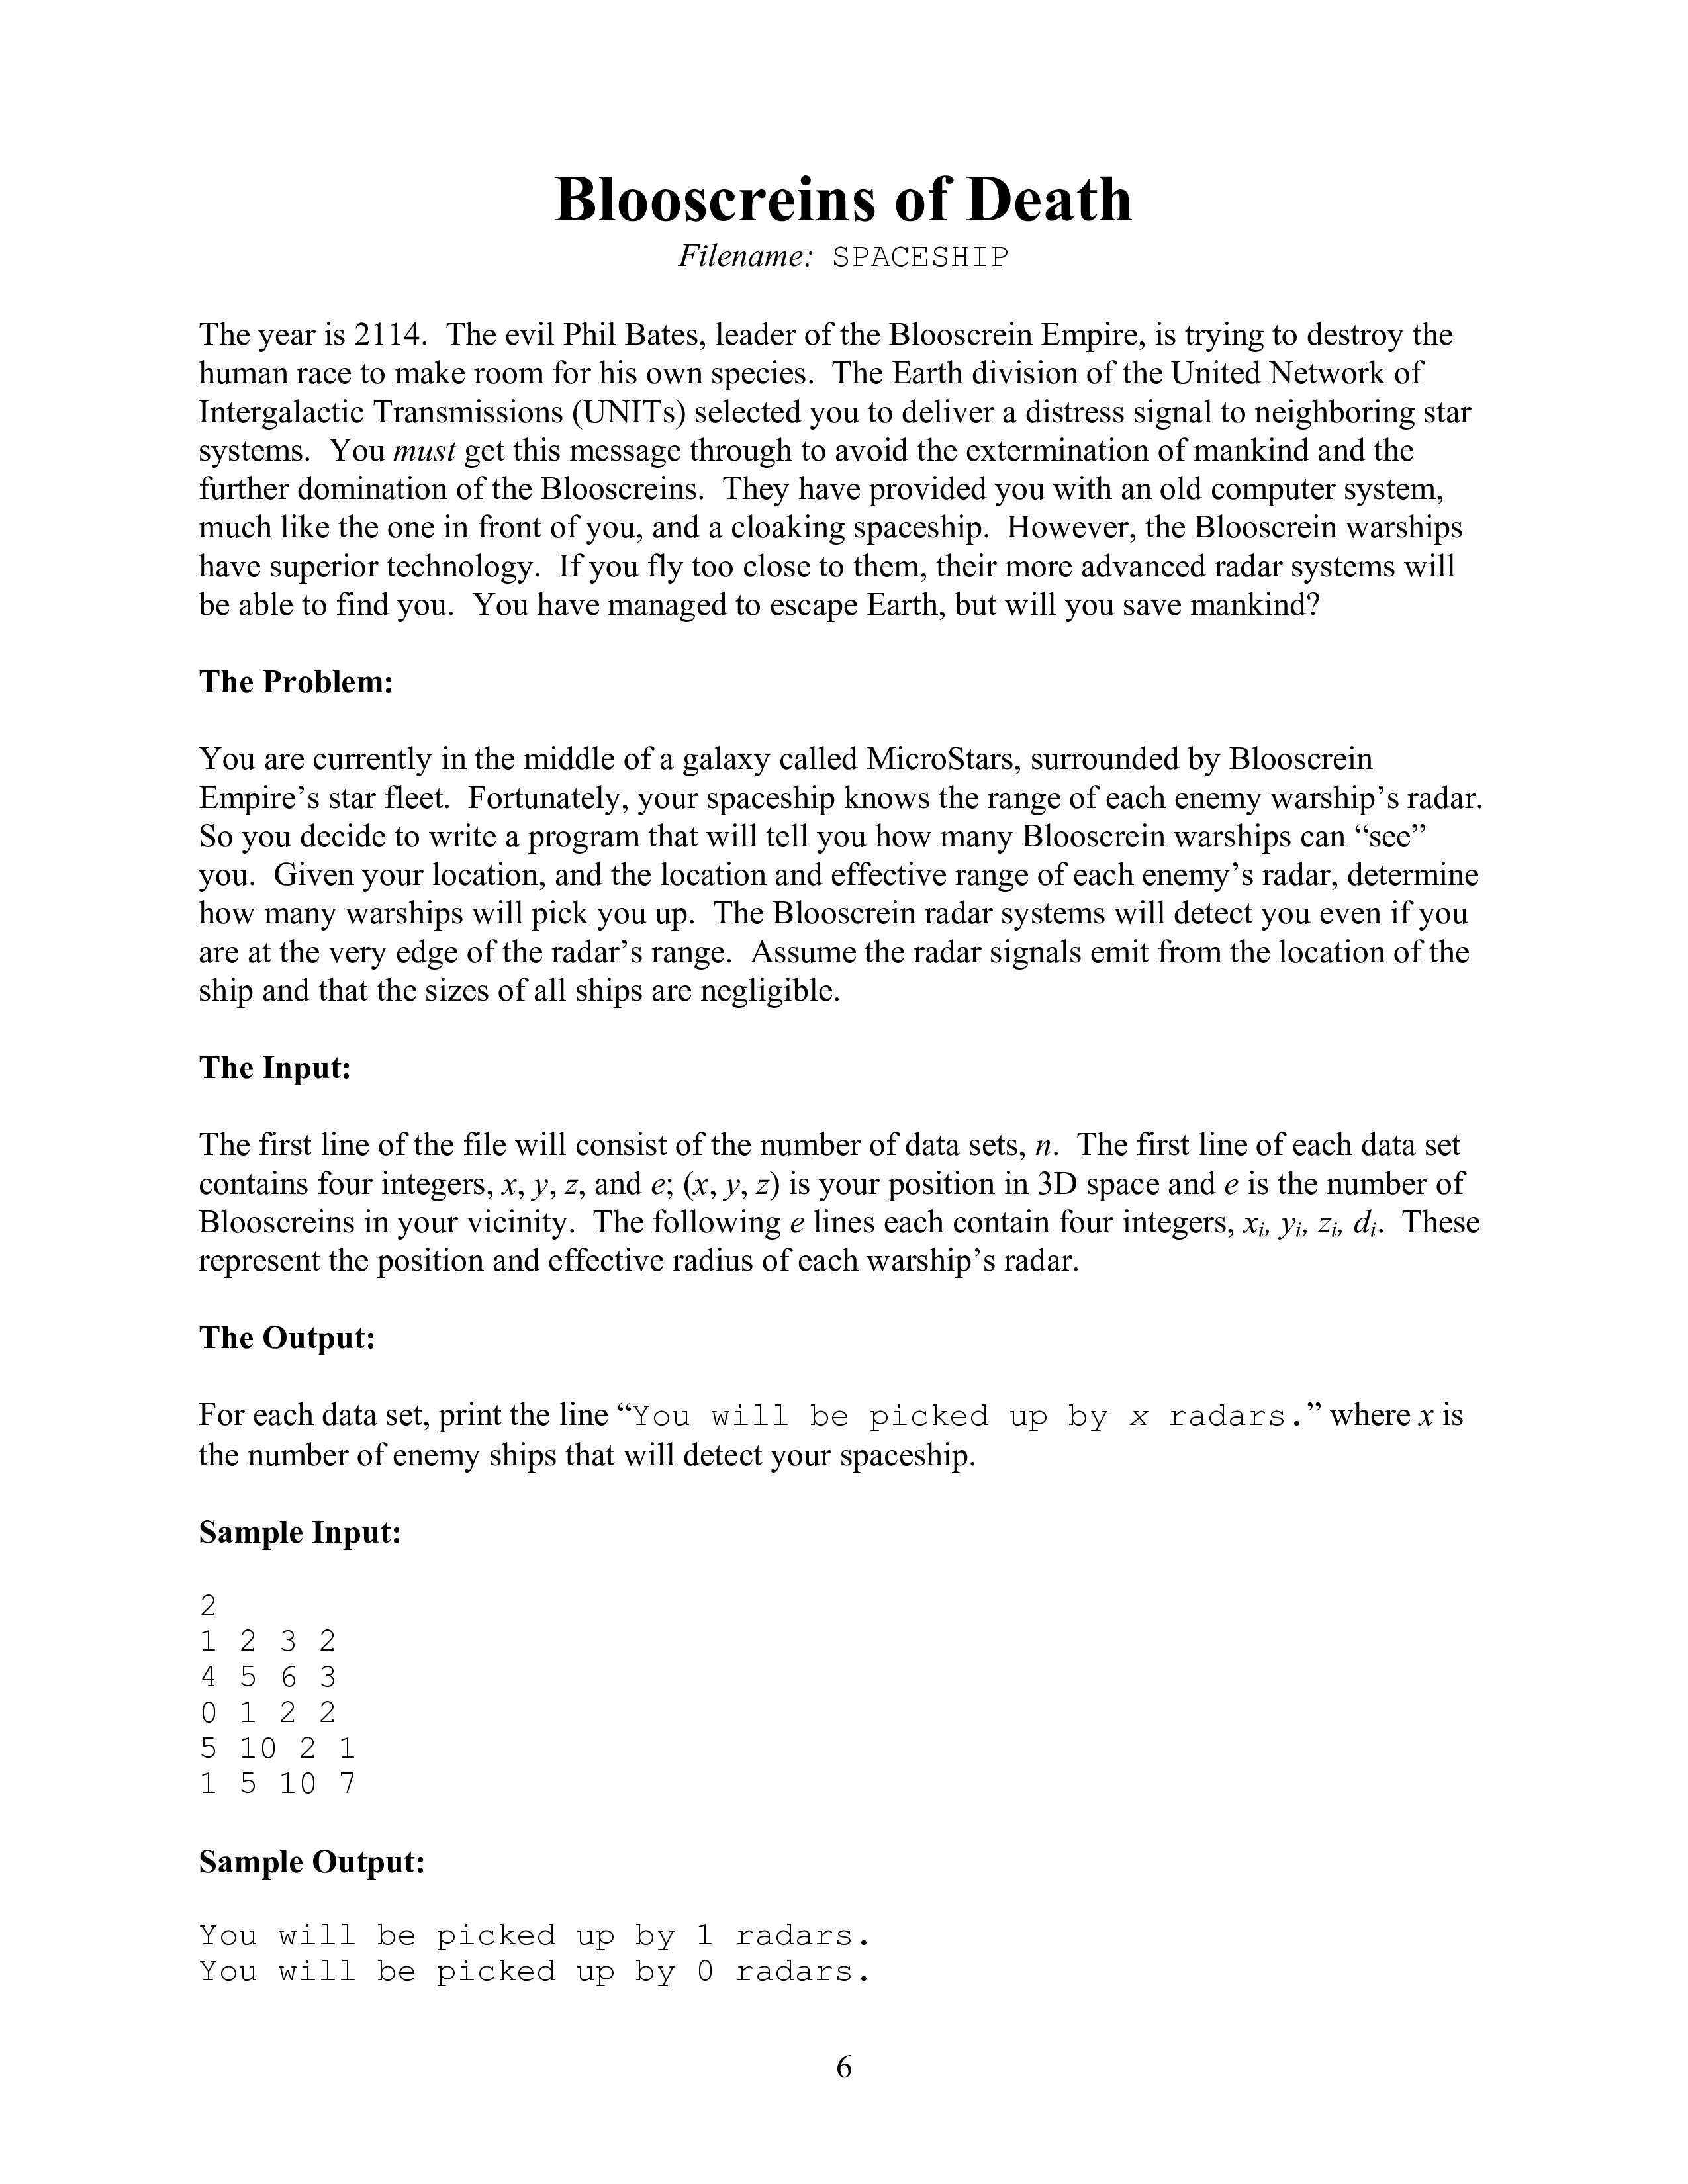 Blooscreins of Death
Filename: SPACESHIP
The year is 2114. The evil Phil Bates, leader of the Blooscrein Empire, is trying to destroy the
human race to make room for his own species. The Earth division of the United Network of
Intergalactic Transmissions (UNITs) selected you to deliver a distress signal to neighboring star
systems. You must get this message through to avoid the extermination of mankind and the
further domination of the Blooscreins. They have provided you with an old computer system,
much like the one in front of you, and a cloaking spaceship. However, the Blooscrein warships
have superior technology. If you fly too close to them, their more advanced radar systems will
be able to find you. You have managed to escape Earth, but will you save mankind?
The Problem:
You are currently in the middle of a galaxy called MicroStars, surrounded by Blooscrein
Empire’s star fleet. Fortunately, your spaceship knows the range of each enemy warship’s radar.
So you decide to write a program that will tell you how many Blooscrein warships can “see”
you. Given your location, and the location and effective range of each enemy’s radar, determine
how many warships will pick you up. The Blooscrein radar systems will detect you even if you
are at the very edge of the radar’s range. Assume the radar signals emit from the location of the
ship and that the sizes of all ships are negligible.
The Input:
The first line of the file will consist of the number of data sets, n. The first line of each data set
contains four integers, x, y, z, and e; (x, y, z) is your position in 3D space and e is the number of
Blooscreins in your vicinity. The following e lines each contain four integers, xi, yi, zi, di. These
represent the position and effective radius of each warship’s radar.
The Output:
For each data set, print the line “You will be picked up by x radars.” where x is
the number of enemy ships that will detect your spaceship.
Sample Input:
2
1 2 3 2
4 5 6 3
0 1 2 2
5 10 2 1
1 5 10 7
Sample Output:
You will be picked up by 1 radars.
You will be picked up by 0 radars.
6